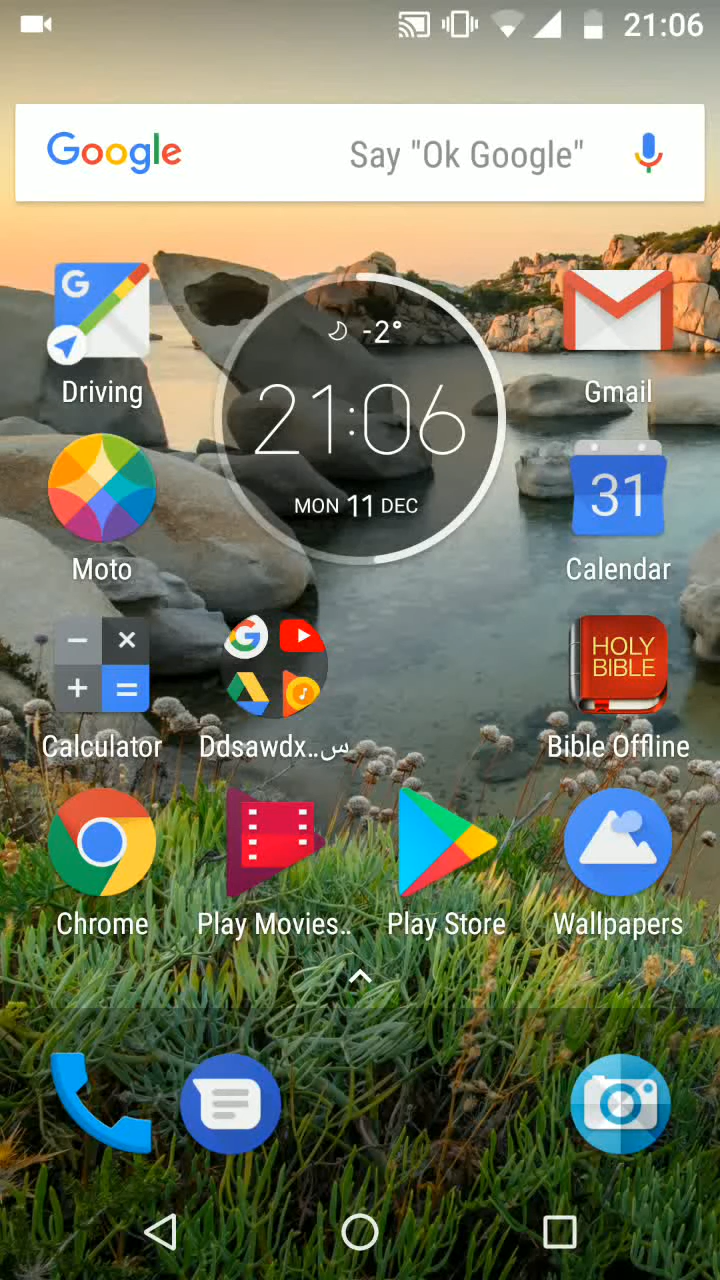 21:06
Google
Say "Ok Google"
G
-2°
21:06
MON 11 DEC
Driving
Gmail
31
Moto
Calendar
− ×
+ =
G
HOLY
BIBLE
Calculator
Ddsawdx..س
Bible Offline
Chrome
Play Movies..
Play Store
Wallpapers